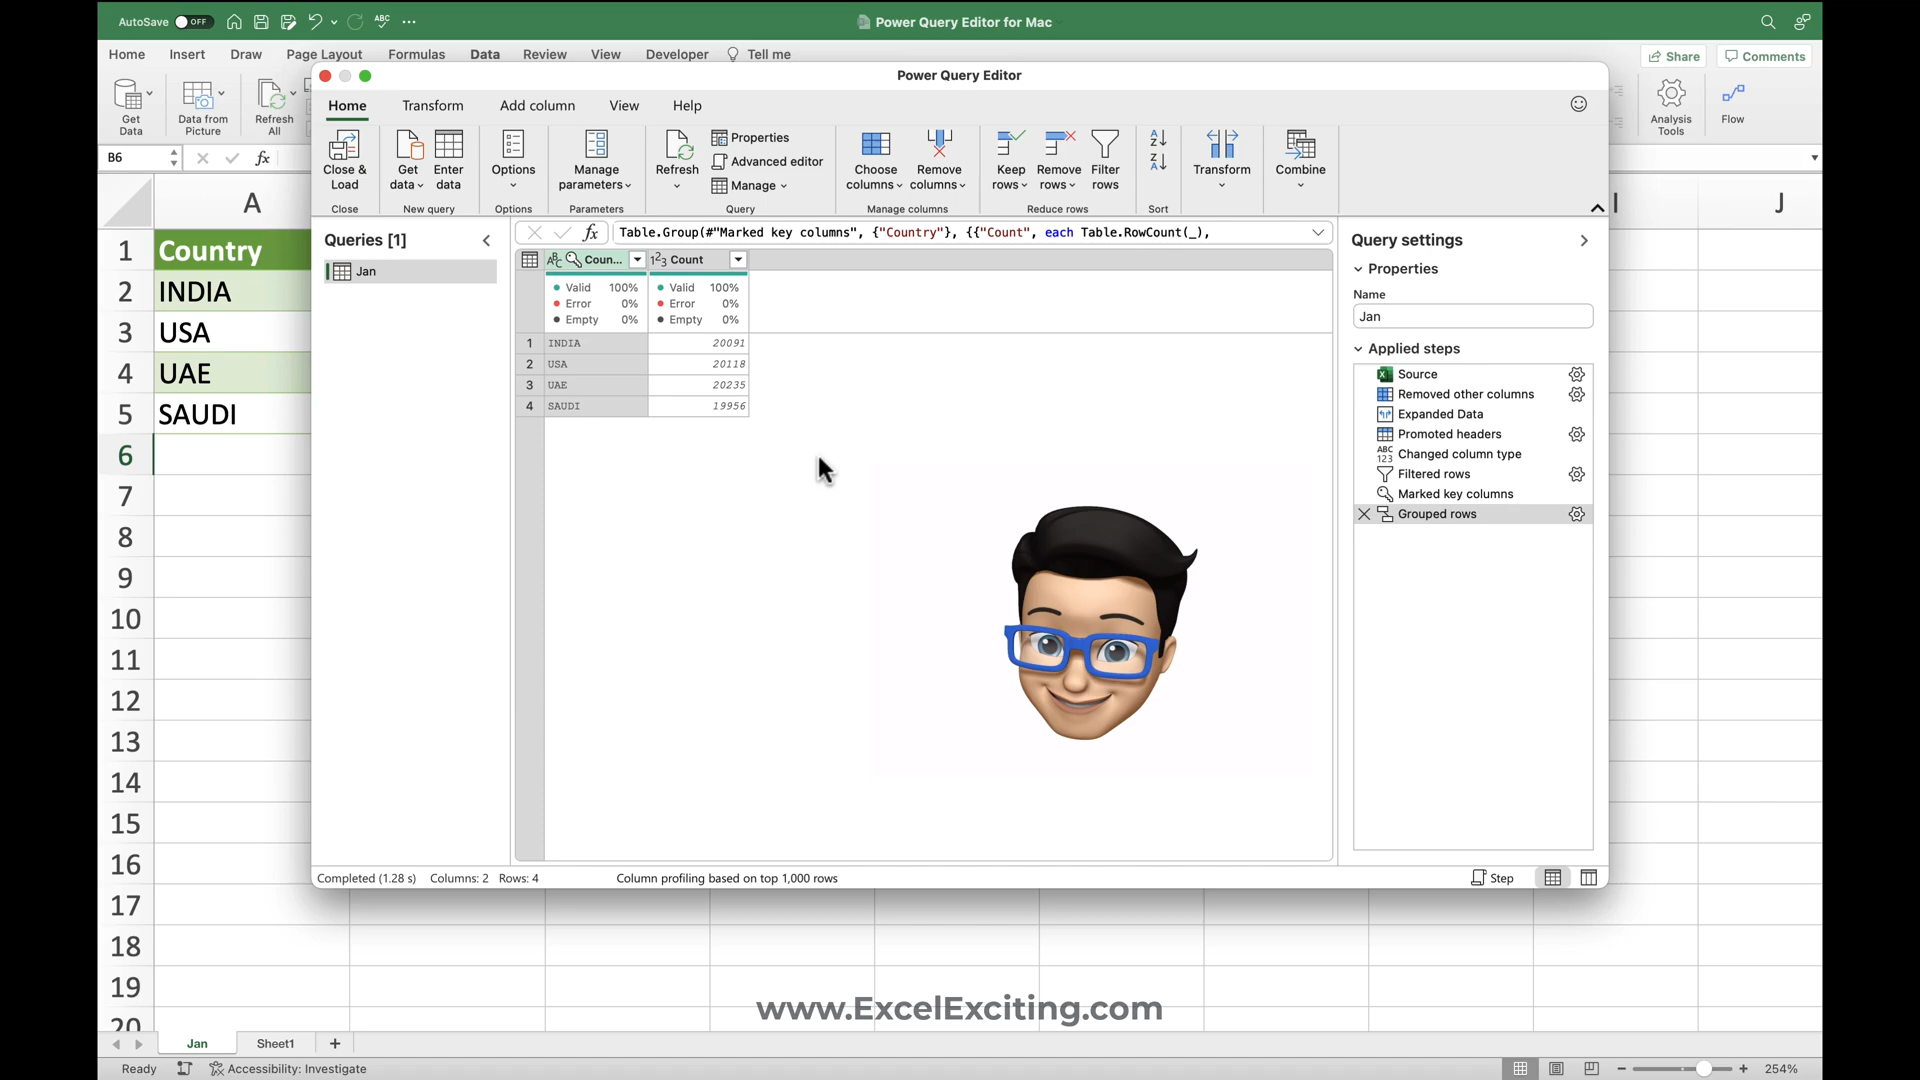 AutoSave OFF ABC ··· Power Query Editor for Mac
Home Insert Draw Page Layout Formulas Data Review View Developer Tell me Share Comments
Get Data
Data from Picture
Refresh All
Analysis Tools
Flow
B6 fx
A I J
1 Country
2 INDIA
3 USA
4 UAE
5 SAUDI
6
7
8
9
10
11
12
13
14
15
16
17
18
19
20
Power Query Editor
Home Transform Add column View Help
Close & Load
Get data
Enter data
Options
Manage parameters
Refresh
Properties
Advanced editor
Manage
Choose columns
Remove columns
Keep rows
Remove rows
Filter rows
A Z
Z A
Transform
Combine
Close New query Options Parameters Query Manage columns Reduce rows Sort
Queries [1]
Jan
fx Table.Group(#"Marked key columns", {"Country"}, {{"Count", each Table.RowCount(_),
ABC Coun... 123 Count
Valid 100% Valid 100%
Error 0% Error 0%
Empty 0% Empty 0%
1 INDIA 20091
2 USA 20118
3 UAE 20235
4 SAUDI 19956
Query settings
Properties
Name
Jan
Applied steps
Source
Removed other columns
Expanded Data
Promoted headers
ABC 123 Changed column type
Filtered rows
Marked key columns
Grouped rows
Completed (1.28 s) Columns: 2 Rows: 4 Column profiling based on top 1,000 rows Step
www.ExcelExciting.com
Jan Sheet1 +
Ready Accessibility: Investigate 254%